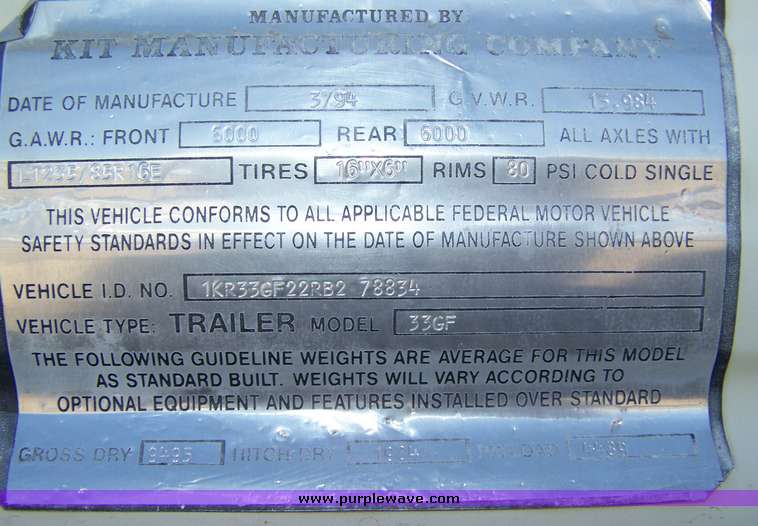 MANUFACTURED BY
KIT MANUFACTURING COMPANY
DATE OF MANUFACTURE 3/94 G.V.W.R. 13,984
G.A.W.R.: FRONT 6000 REAR 6000 ALL AXLES WITH
TIRES 16"X6" RIMS 80 PSI COLD SINGLE
THIS VEHICLE CONFORMS TO ALL APPLICABLE FEDERAL MOTOR VEHICLE
SAFETY STANDARDS IN EFFECT ON THE DATE OF MANUFACTURE SHOWN ABOVE
VEHICLE I.D. NO. 1KR33GF22RB2 78834
VEHICLE TYPE: TRAILER MODEL 33GF
THE FOLLOWING GUIDELINE WEIGHTS ARE AVERAGE FOR THIS MODEL
AS STANDARD BUILT. WEIGHTS WILL VARY ACCORDING TO
OPTIONAL EQUIPMENT AND FEATURES INSTALLED OVER STANDARD
GROSS DRY HITCH DRY
www.purplewave.com